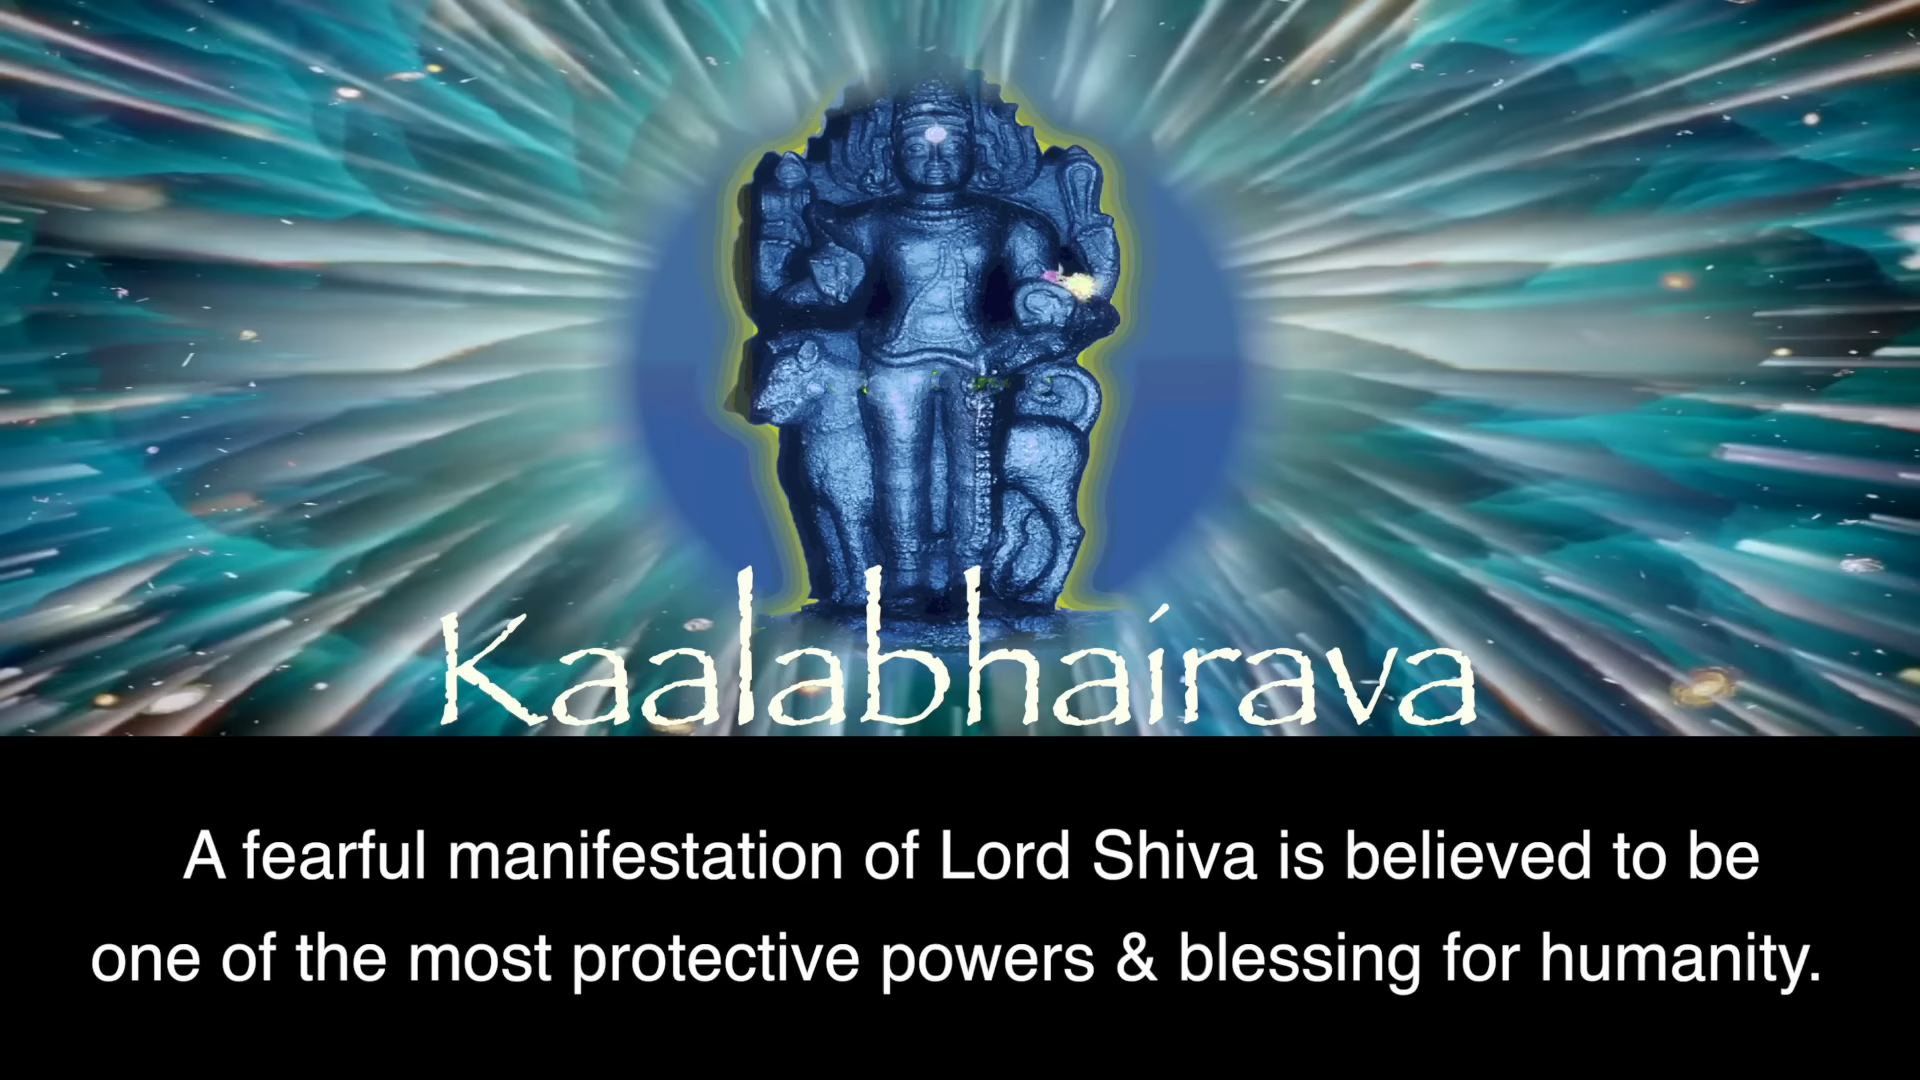 Kaalabhairava
A fearful manifestation of Lord Shiva is believed to be
one of the most protective powers & blessing for humanity.